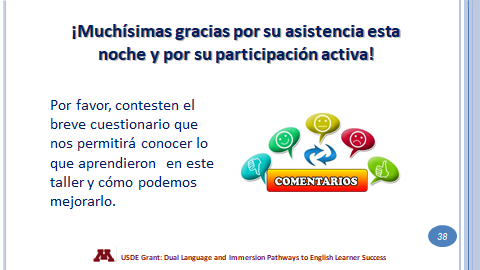 ¡Muchísimas gracias por su asistencia esta
noche y por su participación activa!
Por favor, contesten el
breve cuestionario que
nos permitirá conocer lo
que aprendieron en este
taller y cómo podemos
mejorarlo.
COMENTARIOS
38
M
USDE Grant: Dual Language and Immersion Pathways to English Learner Success